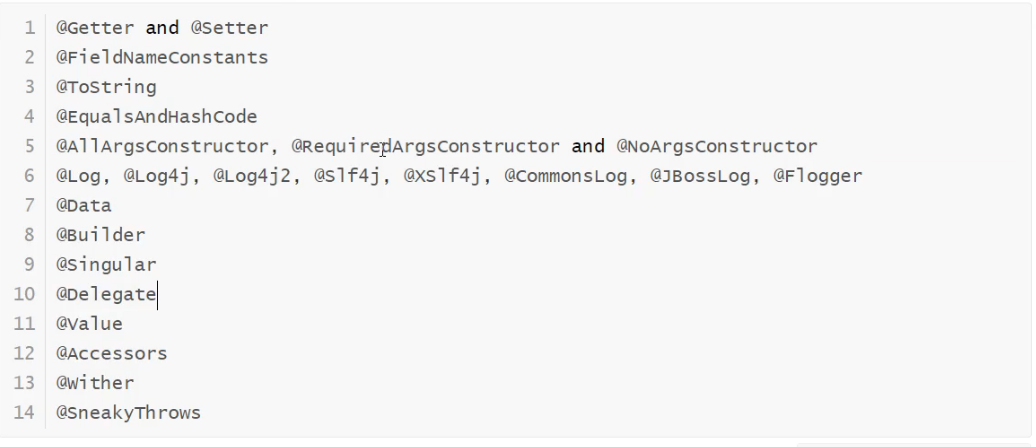 1 @Getter and @Setter
2 @FieldNameConstants
3 @ToString
4 @EqualsAndHashCode
5 @AllArgsConstructor, @RequiredArgsConstructor and @NoArgsConstructor
6 @Log, @Log4j, @Log4j2, @Slf4j, @XSlf4j, @CommonsLog, @JBossLog, @Flogger
7 @Data
8 @Builder
9 @Singular
10 @Delegate
11 @Value
12 @Accessors
13 @Wither
14 @SneakyThrows